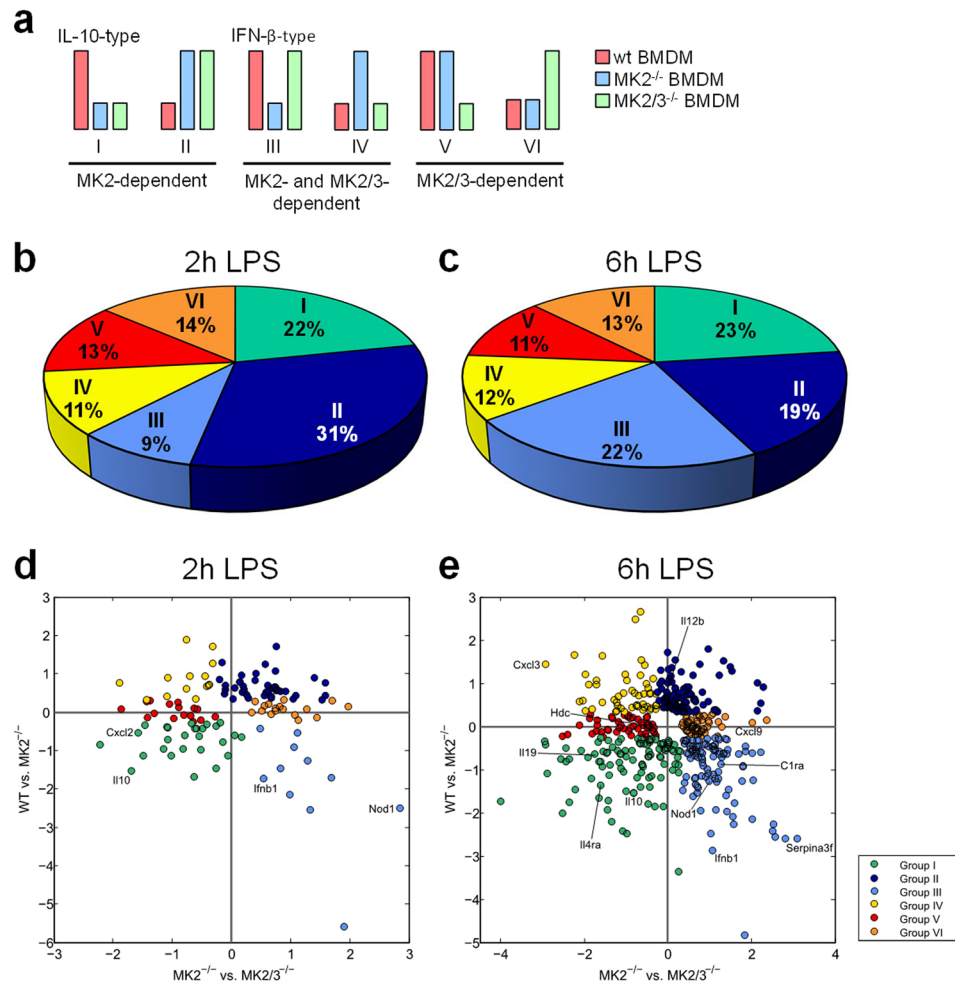 a
IL-10-type
IFN-β-type
wt BMDM
MK2-/- BMDM
MK2/3-/- BMDM
I II III IV V VI
MK2-dependent
MK2- and MK2/3-
dependent
MK2/3-dependent
b
2h LPS
I
22%
II
31%
III
9%
IV
11%
V
13%
VI
14%
c
6h LPS
I
23%
II
19%
III
22%
IV
12%
V
11%
VI
13%
d
2h LPS
WT vs. MK2-/-
3
2
1
0
−1
−2
−3
−4
−5
−6
Cxcl2
Il10
Ifnb1
Nod1
−3 −2 −1 0 1 2 3
MK2-/- vs. MK2/3-/-
e
6h LPS
WT vs. MK2-/-
3
2
1
0
−1
−2
−3
−4
−5
Il12b
Cxcl3
Hdc
Cxcl9
Il19
C1ra
Il10
Nod1
Il4ra
Ifnb1
Serpina3f
−4 −2 0 2 4
MK2-/- vs. MK2/3-/-
Group I
Group II
Group III
Group IV
Group V
Group VI